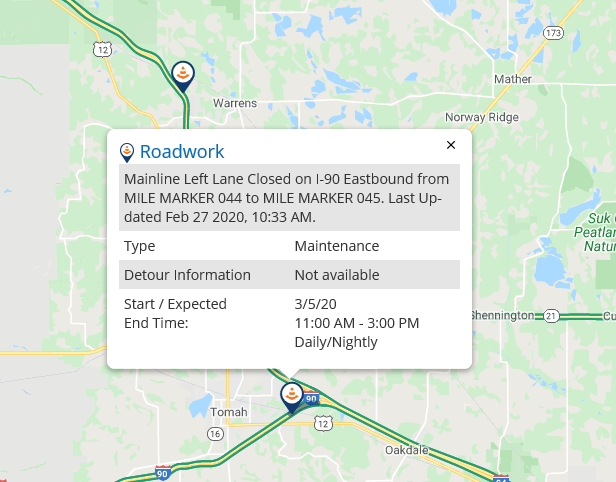 12
173
Mather
Warrens
Norway Ridge
Roadwork
×
Mainline Left Lane Closed on I-90 Eastbound from
MILE MARKER 044 to MILE MARKER 045. Last Up-
dated Feb 27 2020, 10:33 AM.
Type Maintenance
Detour Information Not available
Start / Expected 3/5/20
End Time: 11:00 AM - 3:00 PM
Daily/Nightly
Suk
Peatlan
Natur
Shennington
21
Cu
90
Tomah
12
16
Oakdale
90